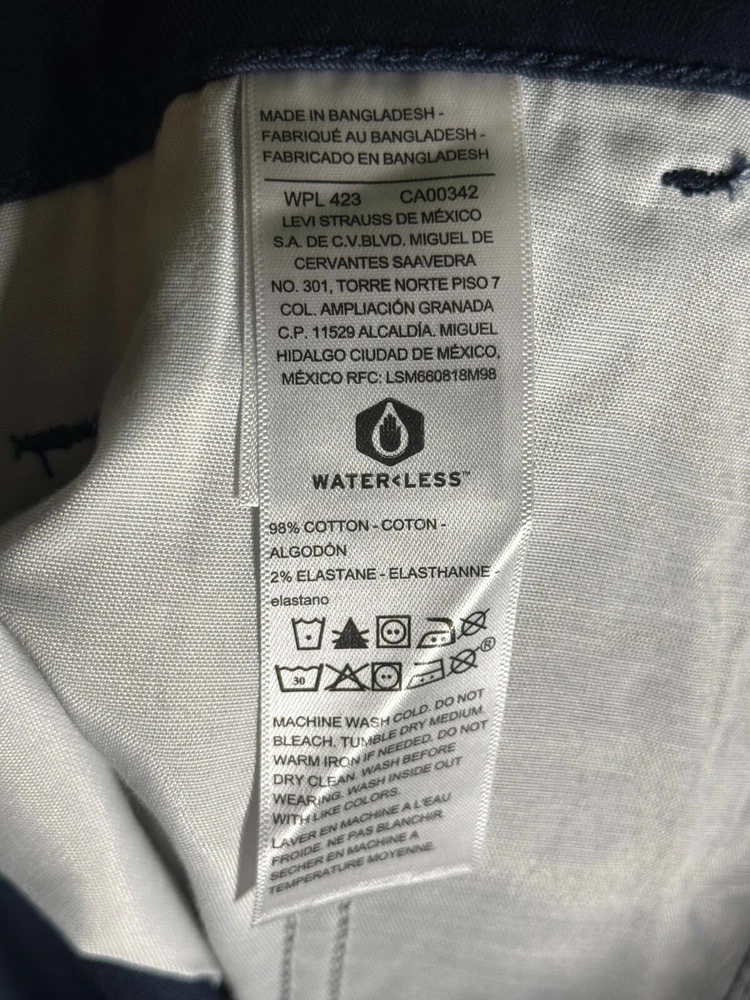 MADE IN BANGLADESH -
FABRIQUÉ AU BANGLADESH -
FABRICADO EN BANGLADESH
WPL 423 CA00342
LEVI STRAUSS DE MÉXICO
S.A. DE C.V.BLVD. MIGUEL DE
CERVANTES SAAVEDRA
NO. 301, TORRE NORTE PISO 7
COL. AMPLIACIÓN GRANADA
C.P. 11529 ALCALDÍA. MIGUEL
HIDALGO CIUDAD DE MÉXICO,
MÉXICO RFC: LSM660818M98
WATER<LESS™
98% COTTON - COTON -
ALGODÓN
2% ELASTANE - ELASTHANNE -
elastano
®
30
MACHINE WASH COLD. DO NOT
BLEACH. TUMBLE DRY MEDIUM.
WARM IRON IF NEEDED. DO NOT
DRY CLEAN. WASH BEFORE
WEARING. WASH INSIDE OUT
WITH LIKE COLORS.
LAVER EN MACHINE A L'EAU
FROIDE. NE PAS BLANCHIR
SECHER EN MACHINE A
TEMPERATURE MOYENNE.